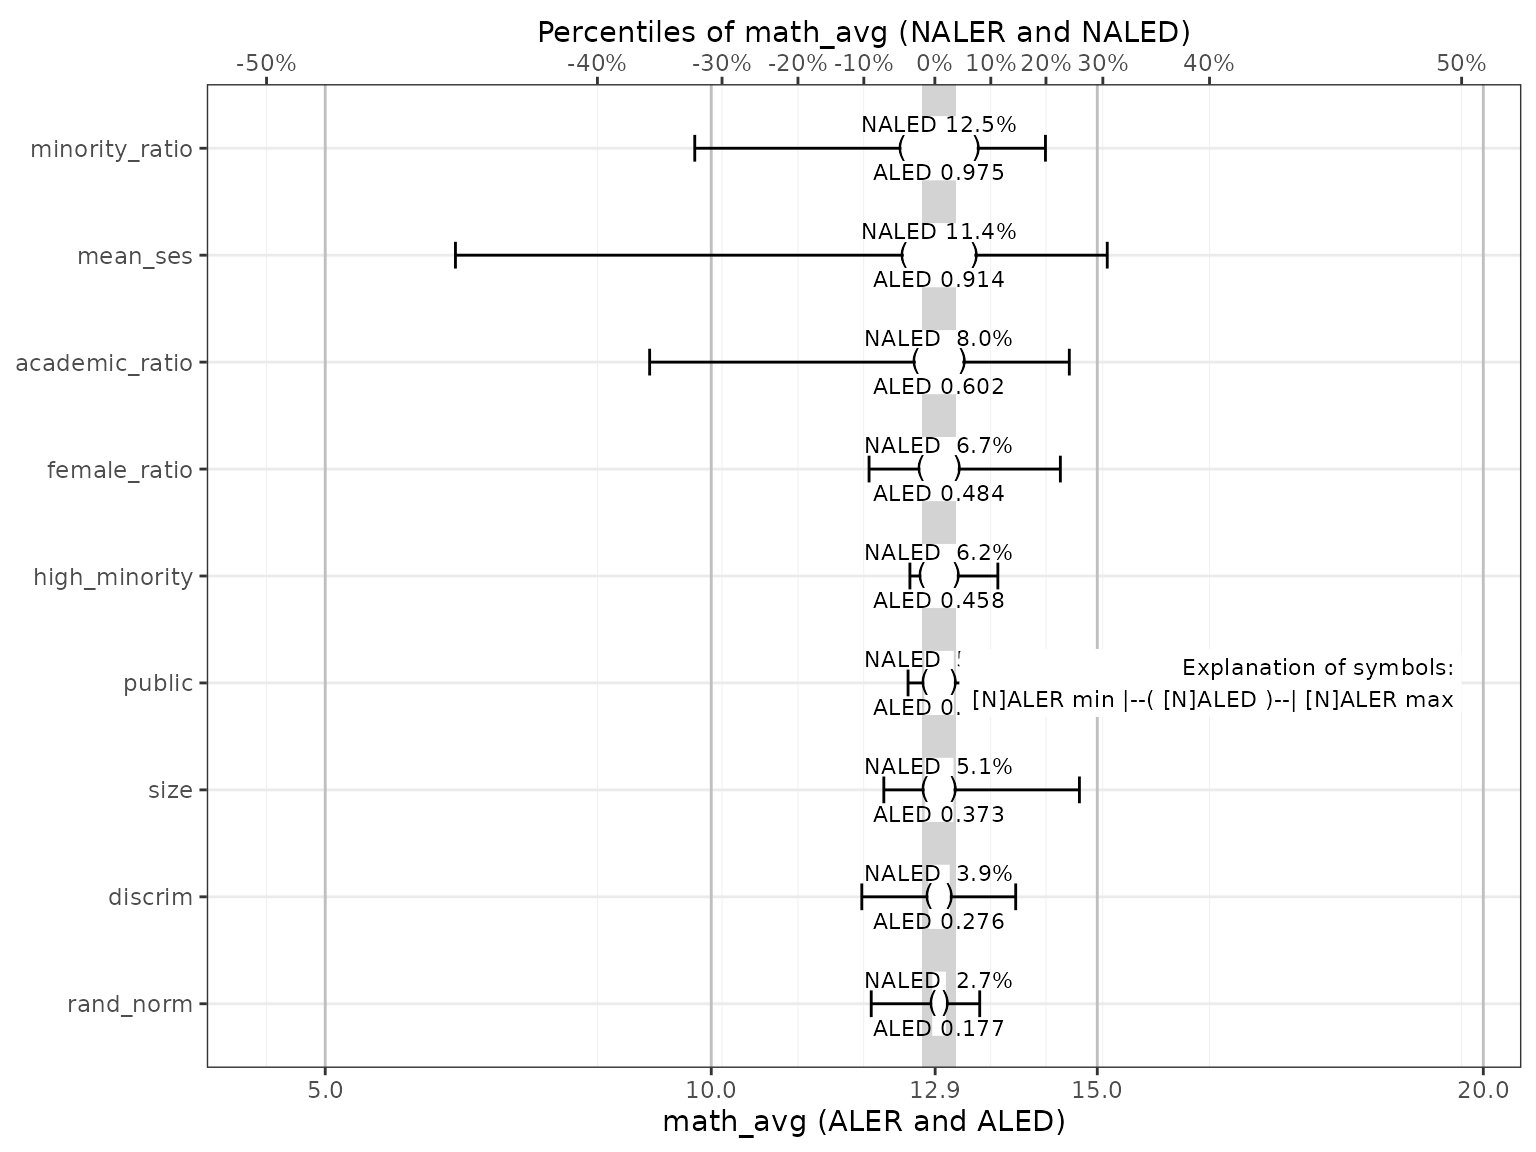 Percentiles of math_avg (NALER and NALED)
-50% -40% -30% -20% -10% 0% 10% 20% 30% 40% 50%
minority_ratio
NALED 12.5%
( )
ALED 0.975
mean_ses
NALED 11.4%
( )
ALED 0.914
academic_ratio
NALED 8.0%
( )
ALED 0.602
female_ratio
NALED 6.7%
( )
ALED 0.484
high_minority
NALED 6.2%
( )
ALED 0.458
public
NALED
( )
ALED 0.
Explanation of symbols:
[N]ALER min |--( [N]ALED )--| [N]ALER max
size
NALED 5.1%
( )
ALED 0.373
discrim
NALED 3.9%
( )
ALED 0.276
rand_norm
NALED 2.7%
( )
ALED 0.177
5.0 10.0 12.9 15.0 20.0
math_avg (ALER and ALED)